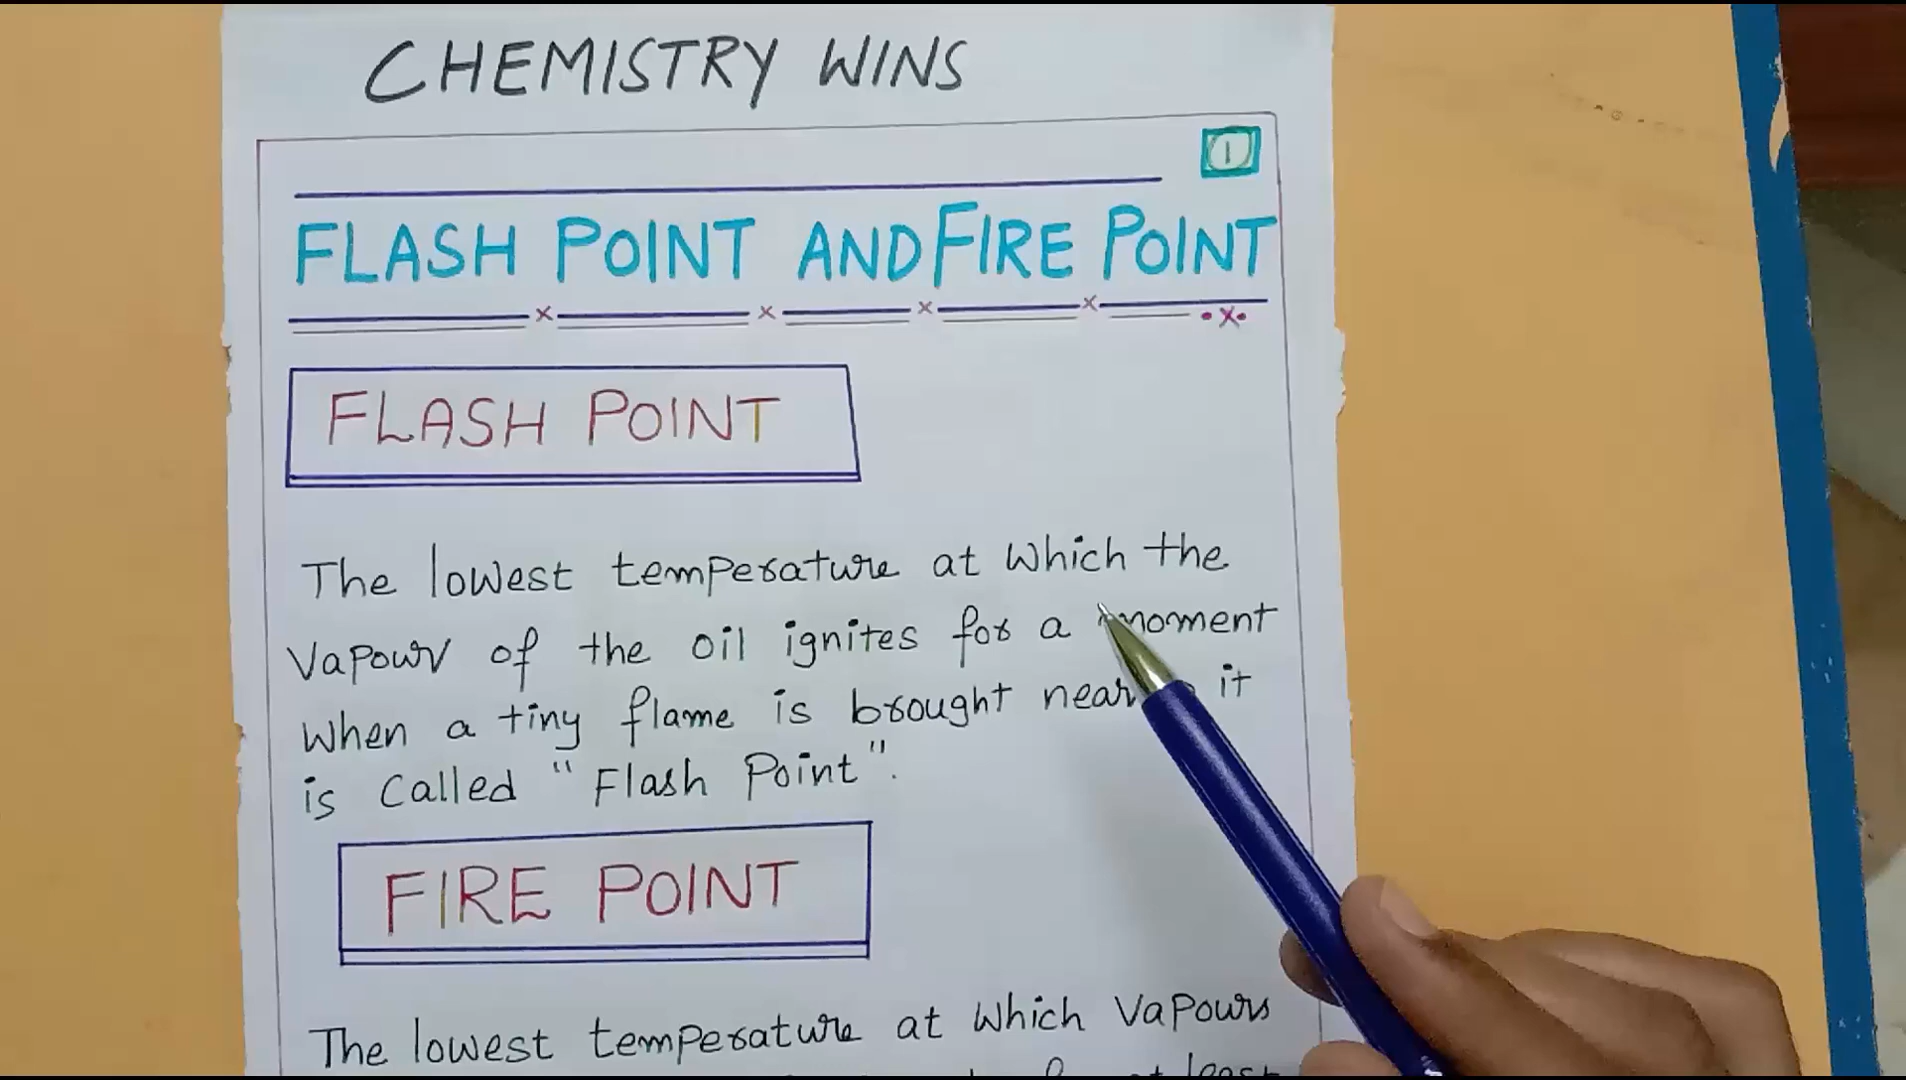 CHEMISTRY WINS
1
FLASH POINT AND FIRE POINT
FLASH POINT
The lowest temperature at which the
vapour of the oil ignites for a moment
when a tiny flame is brought near it
is called "Flash Point".
FIRE POINT
The lowest temperature at which vapours
least